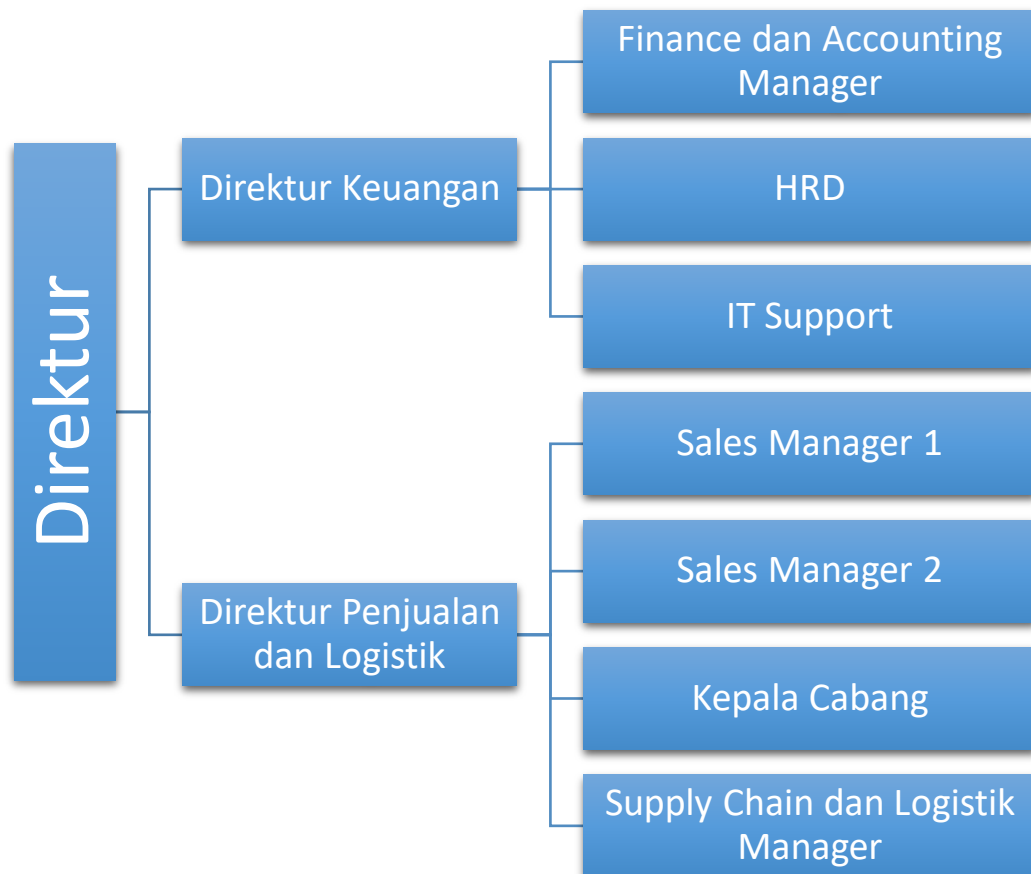 Direktur
Direktur Keuangan
Finance dan Accounting
Manager
HRD
IT Support
Direktur Penjualan
dan Logistik
Sales Manager 1
Sales Manager 2
Kepala Cabang
Supply Chain dan Logistik
Manager